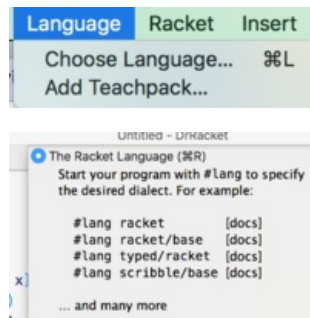 Language Racket Insert
Choose Language... ⌘L
Add Teachpack...
Untitled - DrRacket
The Racket Language (⌘R)
Start your program with #lang to specify
the desired dialect. For example:
#lang racket [docs]
#lang racket/base [docs]
#lang typed/racket [docs]
#lang scribble/base [docs]
x]
... and many more